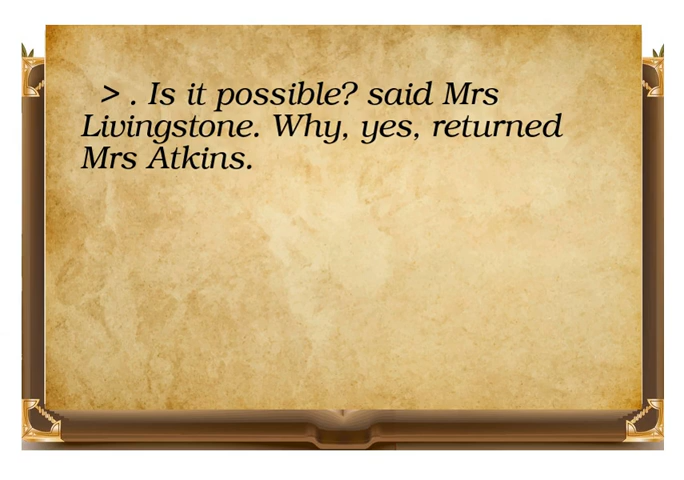 > . Is it possible? said Mrs
Livingstone. Why, yes, returned
Mrs Atkins.